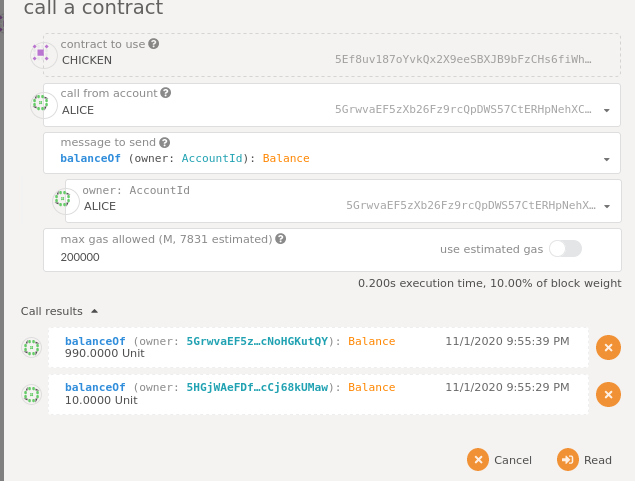 call a contract
contract to use ?
CHICKEN 5Ef8uv187oYvkQx2X9eeSBXJB9bFzCHs6fiWh…
call from account ?
ALICE 5GrwvaEF5zXb26Fz9rcQpDWS57CtERHpNehXC…
message to send ?
balanceOf (owner: AccountId): Balance
owner: AccountId
ALICE 5GrwvaEF5zXb26Fz9rcQpDWS57CtERHpNehX…
max gas allowed (M, 7831 estimated) ?
200000
use estimated gas
0.200s execution time, 10.00% of block weight
Call results
balanceOf (owner: 5GrwvaEF5z…cNoHGKutQY): Balance 11/1/2020 9:55:39 PM
990.0000 Unit
balanceOf (owner: 5HGjWAeFDf…cCj68kUMaw): Balance 11/1/2020 9:55:29 PM
10.0000 Unit
Cancel Read